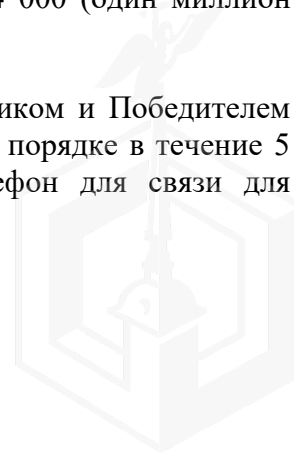 000 (один миллион
иком и Победителем
порядке в течение 5
ефон для связи для